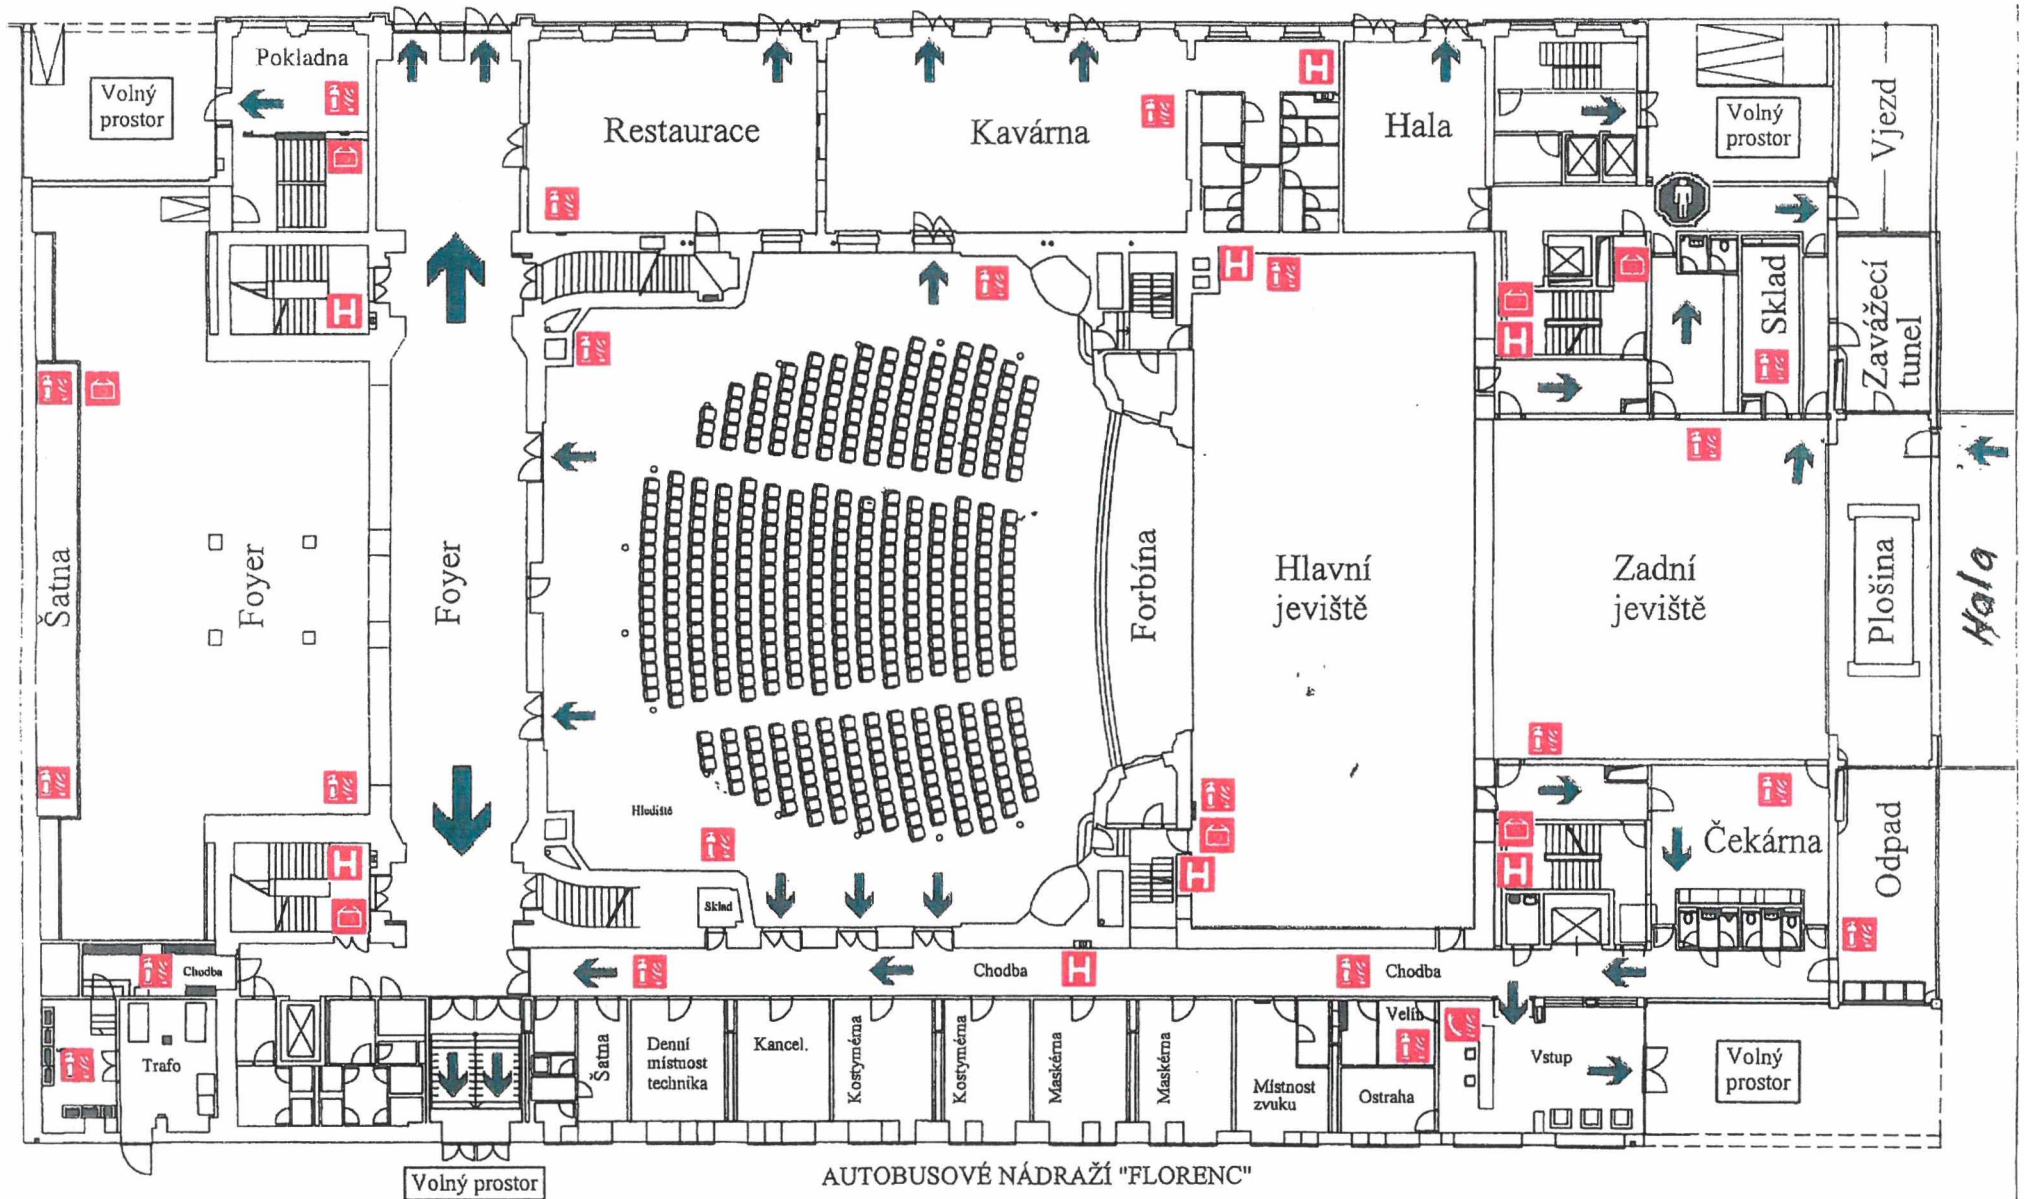 Pokladna
Volný
prostor
Restaurace
Kavárna
Hala
Volný
prostor
Vjezd
H
H
H
H
Sklad
Zavážecí
tunel
Šatna
Foyer
Foyer
Forbína
Hlavní
jeviště
Zadní
jeviště
Plošina
Hala
Hlediště
H
H
H
Čekárna
Odpad
Sklad
Chodba
Chodba
H
Chodba
Trafo
Šatna
Denní
místnost
technika
Kancel.
Kostymérna
Kostymérna
Maskérna
Maskérna
Místnost
zvuku
Velín
Ostraha
Vstup
Volný
prostor
Volný prostor
AUTOBUSOVÉ NÁDRAŽÍ "FLORENC"